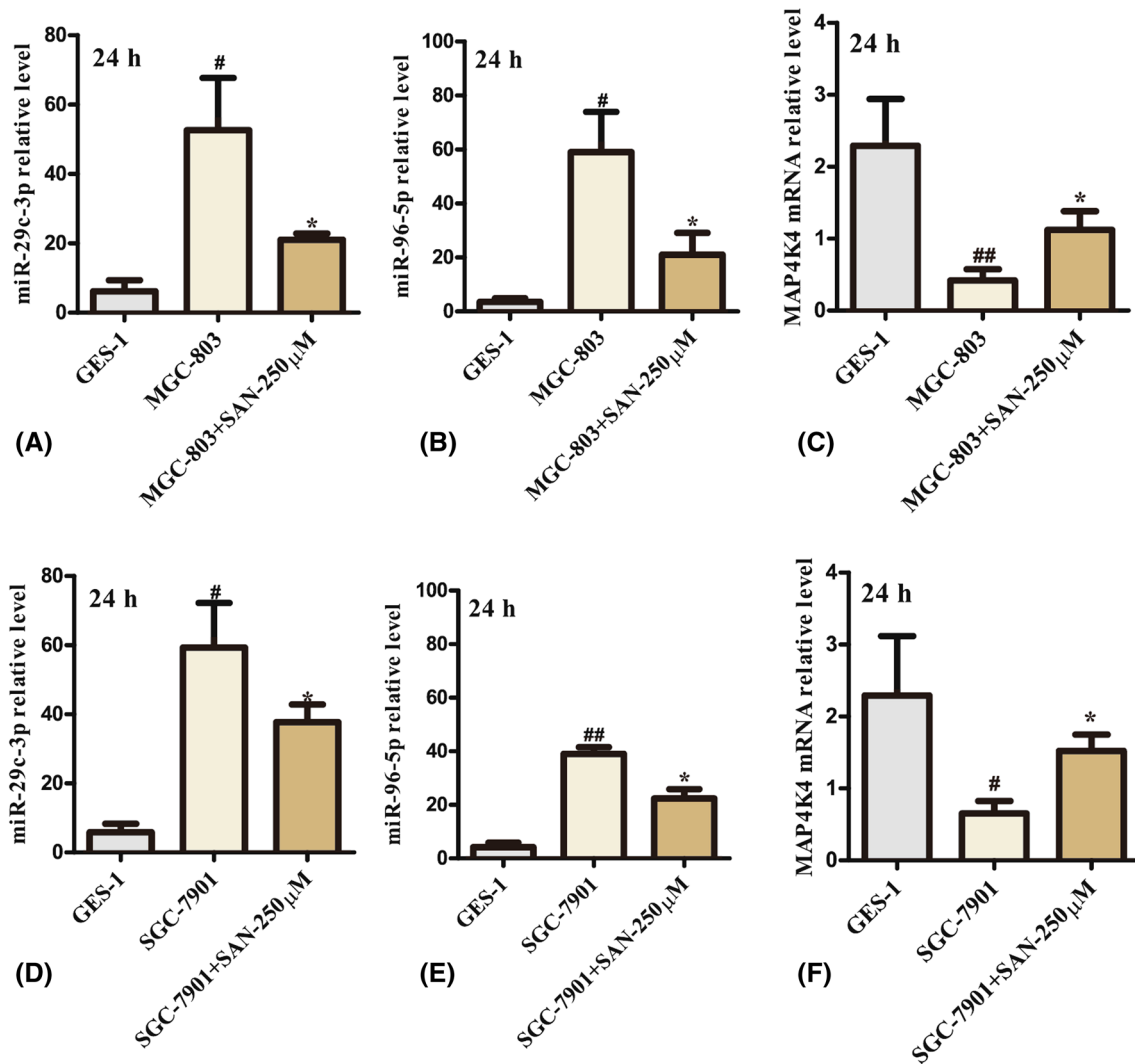 miR-29c-3p relative level
80
60
40
20
0
24 h
#
*
GES-1
MGC-803
MGC-803+SAN-250μM
(A)
miR-96-5p relative level
100
80
60
40
20
0
24 h
#
*
GES-1
MGC-803
MGC-803+SAN-250μM
(B)
MAP4K4 mRNA relative level
4
3
2
1
0
24 h
##
*
GES-1
MGC-803
MGC-803+SAN-250μM
(C)
miR-29c-3p relative level
80
60
40
20
0
24 h
#
*
GES-1
SGC-7901
SGC-7901+SAN-250μM
(D)
miR-96-5p relative level
100
80
60
40
20
0
24 h
##
*
GES-1
SGC-7901
SGC-7901+SAN-250μM
(E)
MAP4K4 mRNA relative level
4
3
2
1
0
24 h
#
*
GES-1
SGC-7901
SGC-7901+SAN-250μM
(F)